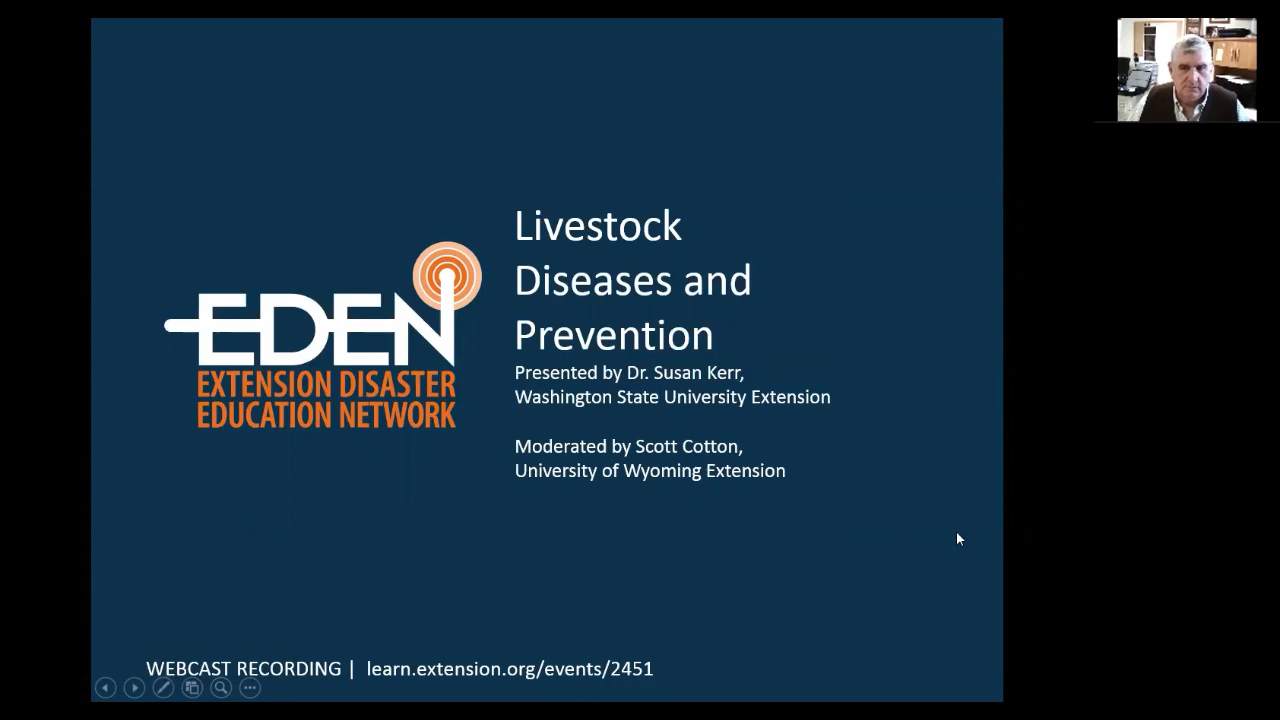 Livestock
Diseases and
Prevention
Presented by Dr. Susan Kerr,
Washington State University Extension
Moderated by Scott Cotton,
University of Wyoming Extension
EDEN
EXTENSION DISASTER
EDUCATION NETWORK
WEBCAST RECORDING | learn.extension.org/events/2451